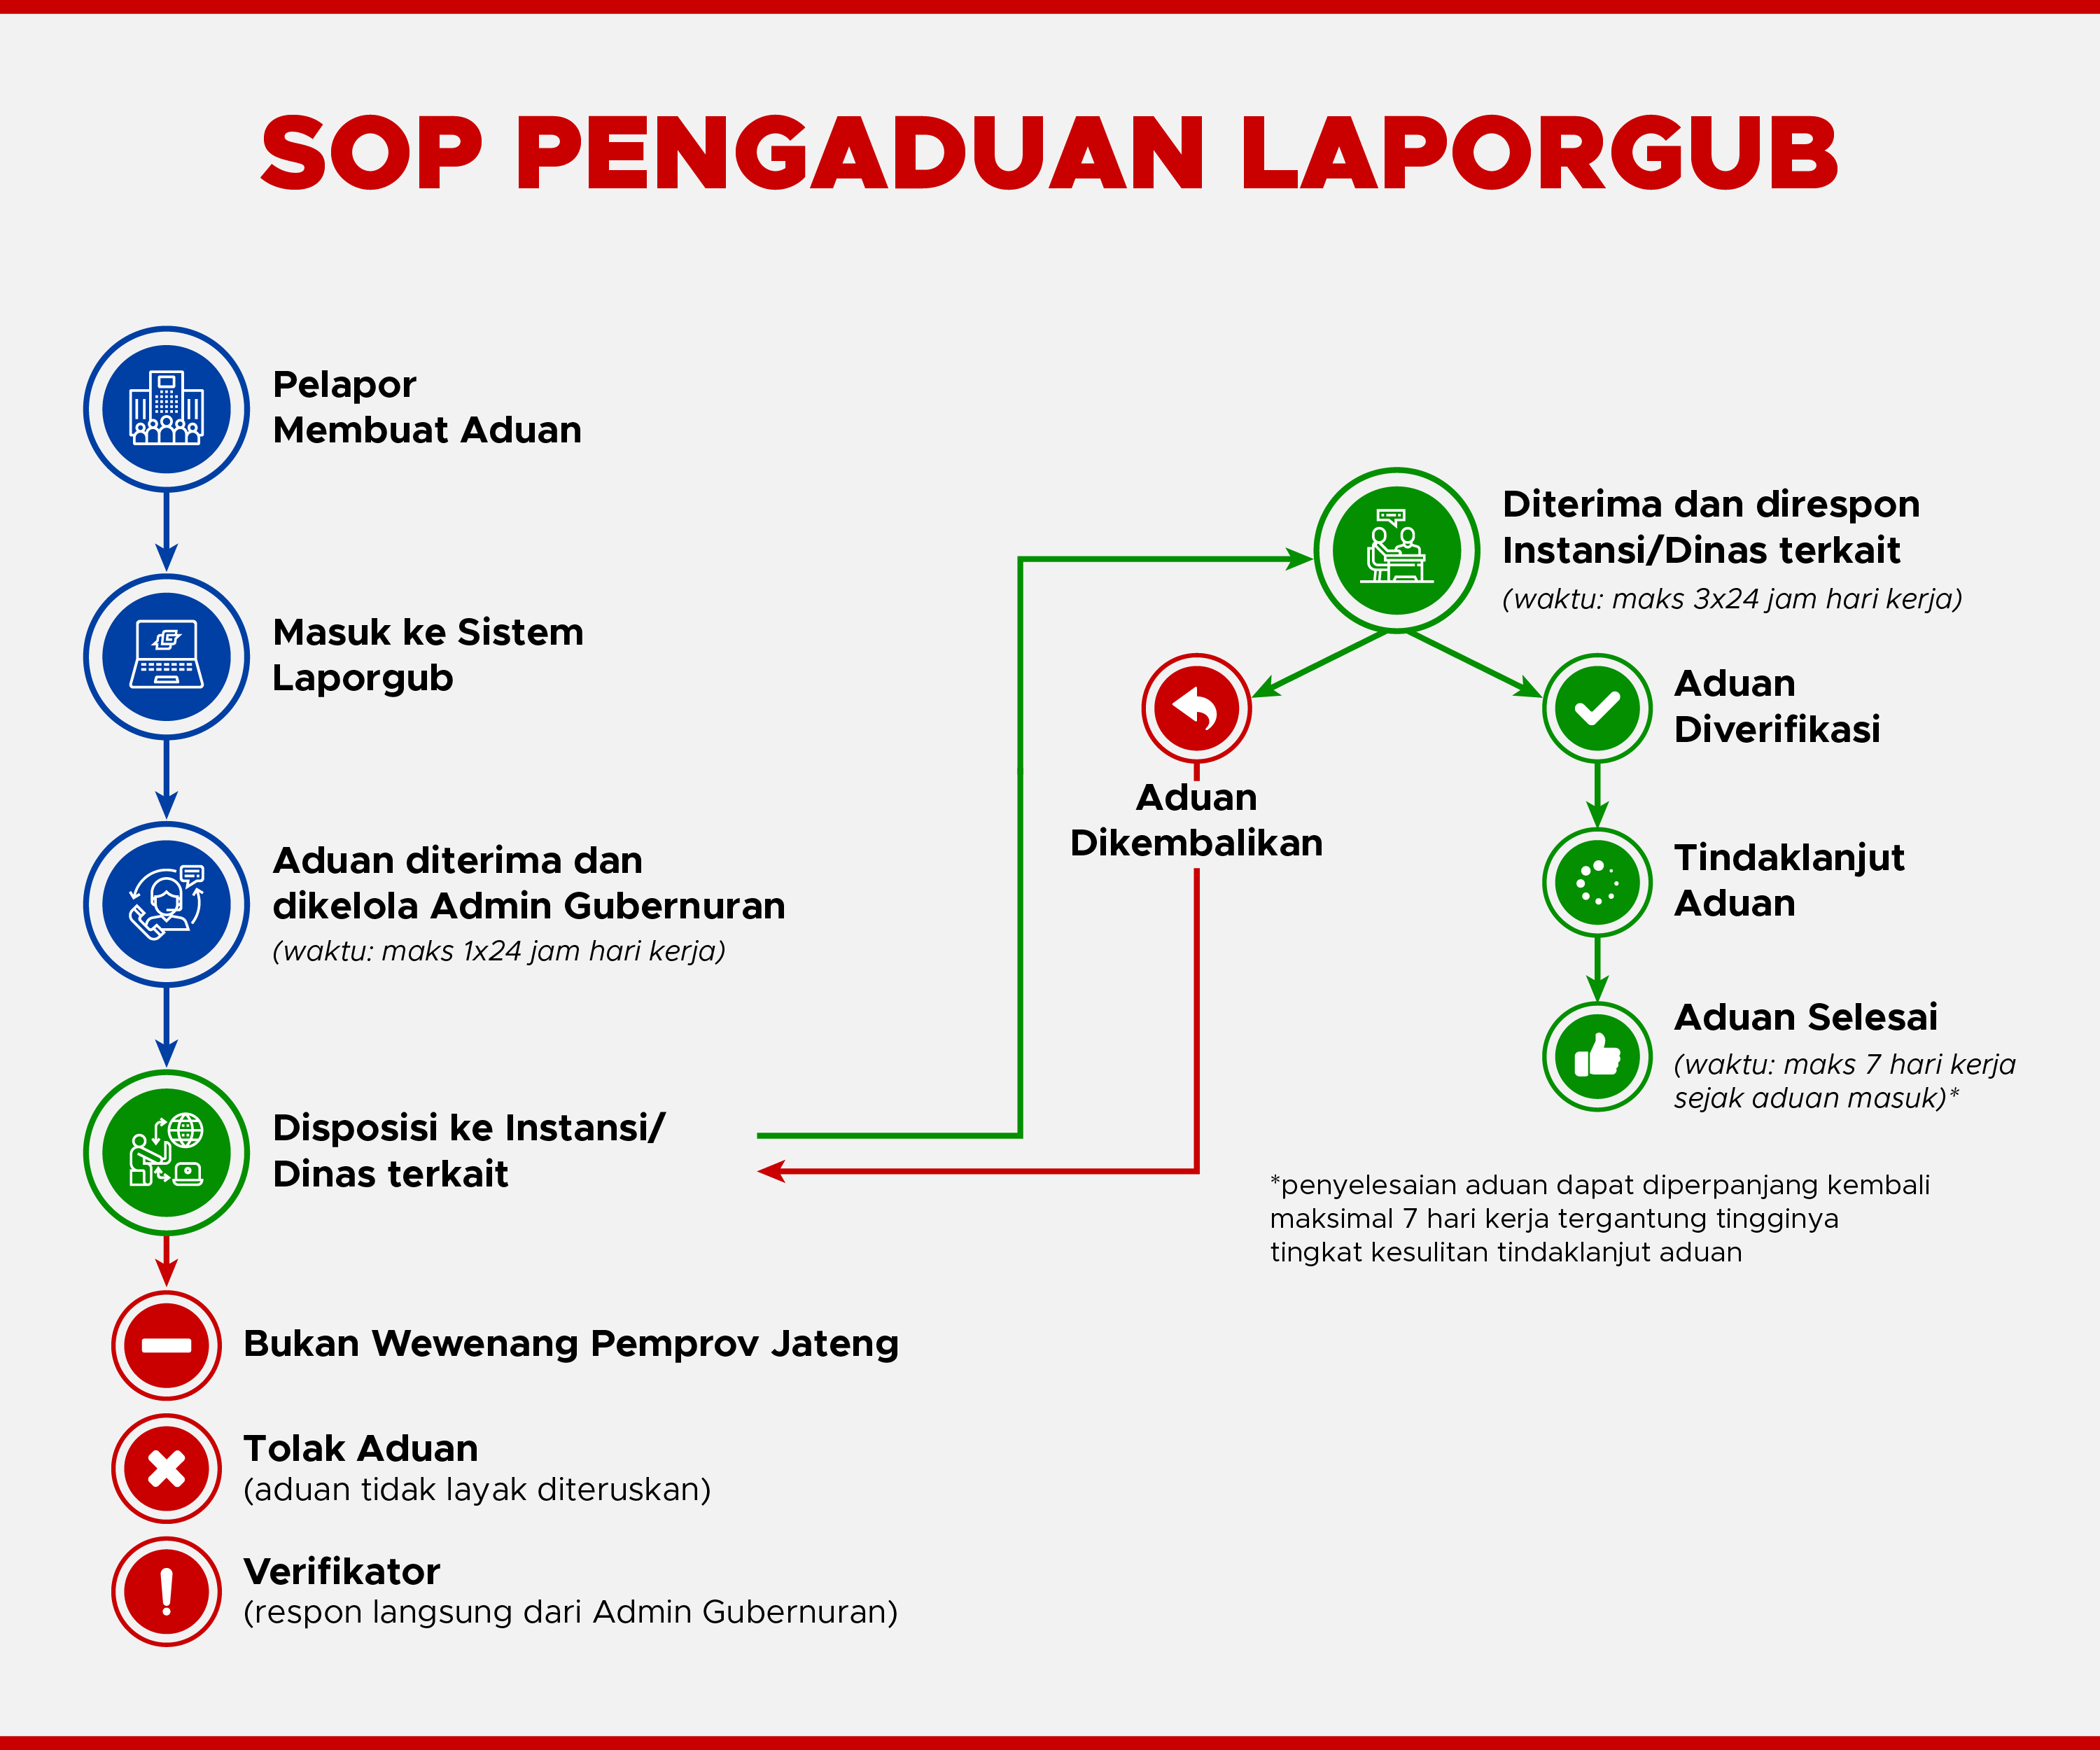 SOP PENGADUAN LAPORGUB
Pelapor
Membuat Aduan
Masuk ke Sistem
Laporgub
Aduan diterima dan
dikelola Admin Gubernuran
(waktu: maks 1x24 jam hari kerja)
Disposisi ke Instansi/
Dinas terkait
Bukan Wewenang Pemprov Jateng
Tolak Aduan
(aduan tidak layak diteruskan)
Verifikator
(respon langsung dari Admin Gubernuran)
Diterima dan direspon
Instansi/Dinas terkait
(waktu: maks 3x24 jam hari kerja)
Aduan
Dikembalikan
Aduan
Diverifikasi
Tindaklanjut
Aduan
Aduan Selesai
(waktu: maks 7 hari kerja
sejak aduan masuk)*
*penyelesaian aduan dapat diperpanjang kembali
maksimal 7 hari kerja tergantung tingginya
tingkat kesulitan tindaklanjut aduan